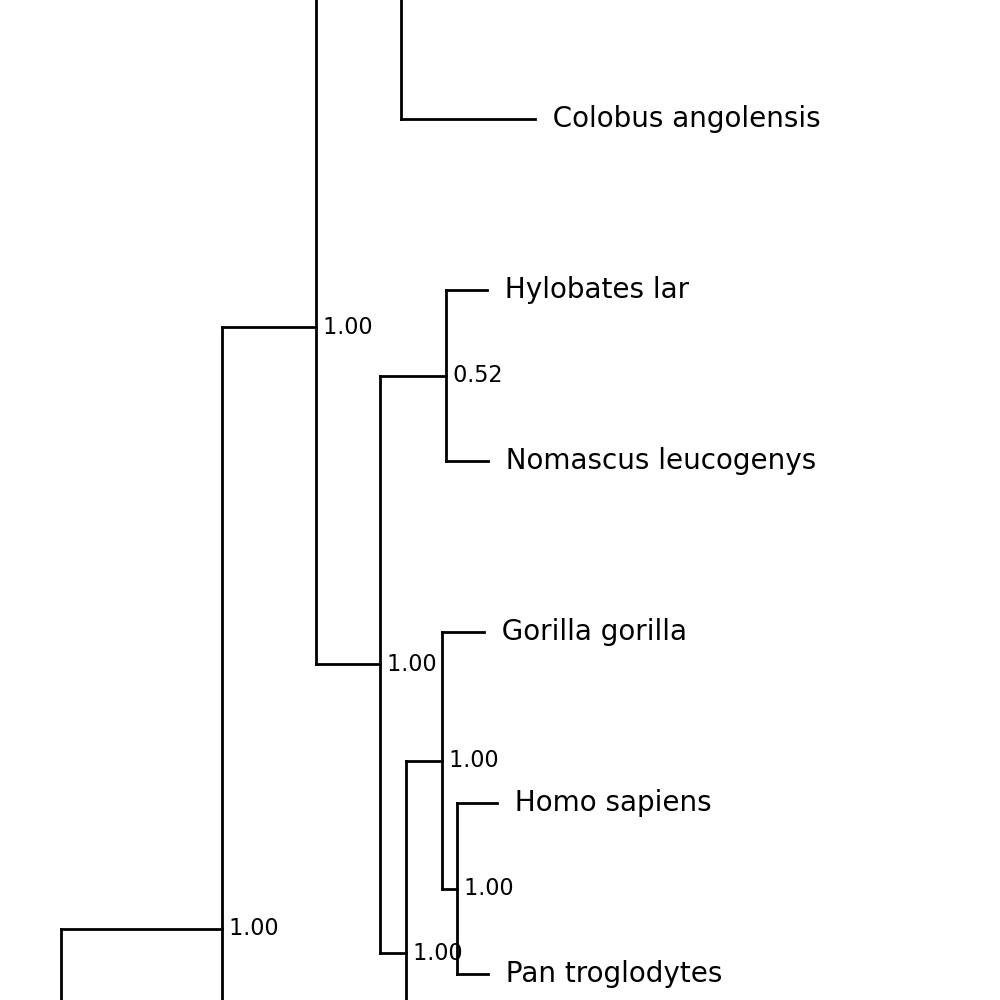 Colobus angolensis
Hylobates lar
1.00
0.52
Nomascus leucogenys
Gorilla gorilla
1.00
1.00
Homo sapiens
1.00
1.00
1.00
Pan troglodytes